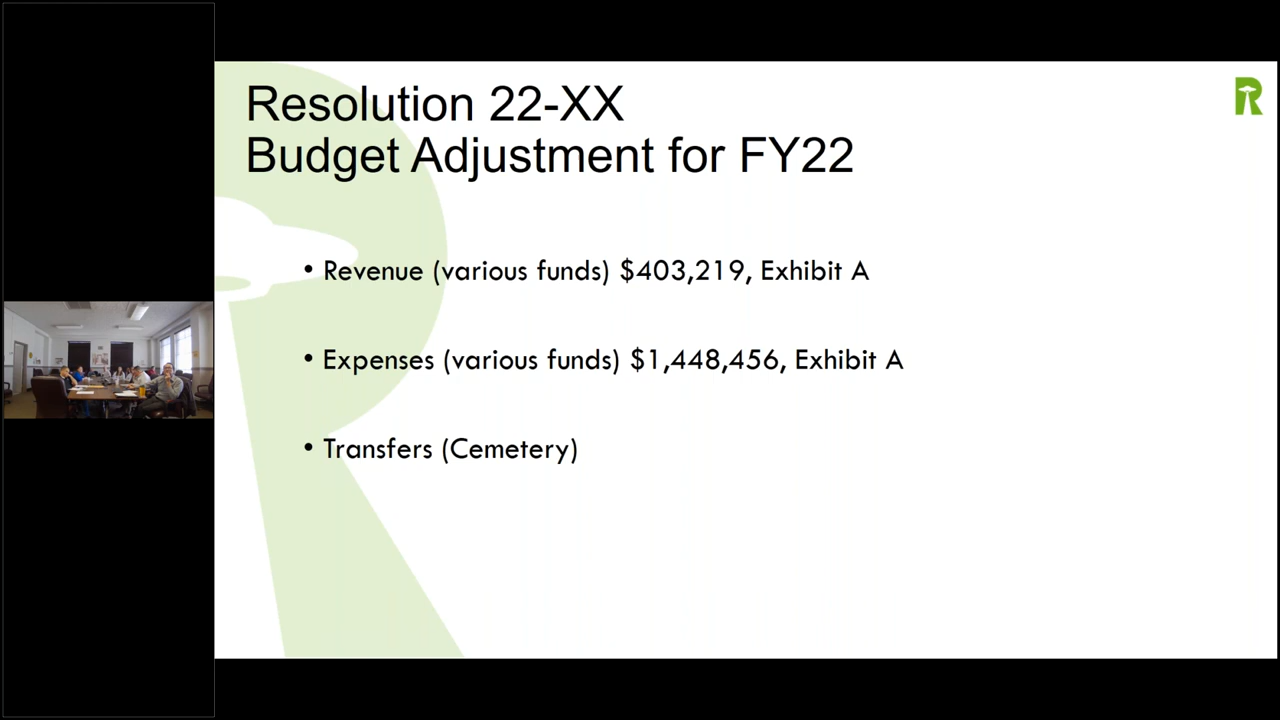 Resolution 22-XX
Budget Adjustment for FY22
R
• Revenue (various funds) $403,219, Exhibit A
• Expenses (various funds) $1,448,456, Exhibit A
• Transfers (Cemetery)